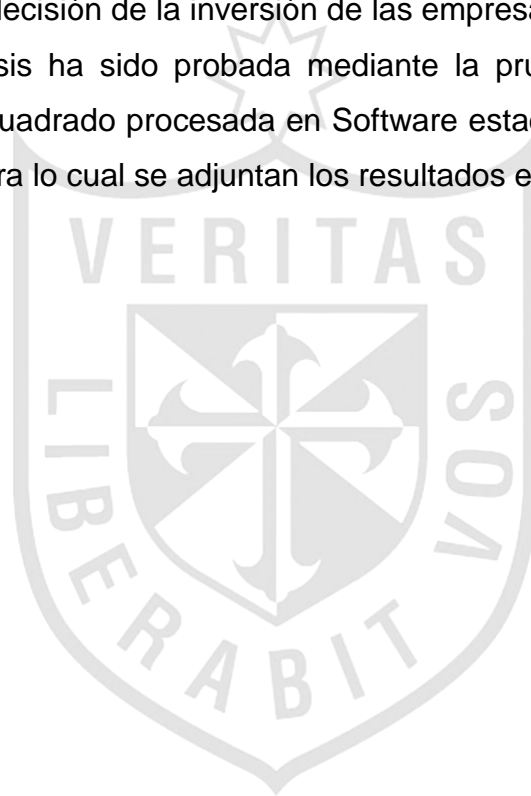 decisión de la inversión de las empresa
sis ha sido probada mediante la pru
uadrado procesada en Software esta
ra lo cual se adjuntan los resultados e
VERITAS
LIBERABIT
VOS